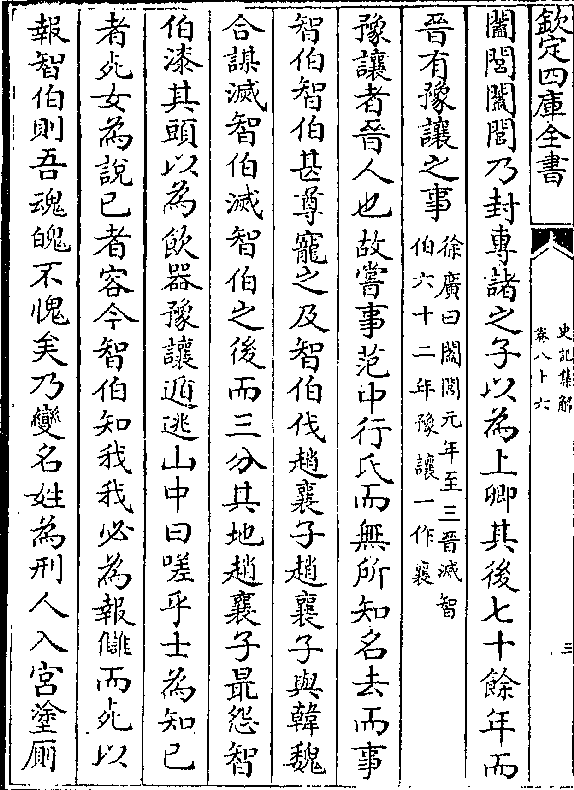 欽定四庫全書
史記集解
卷八十六
三
闔閭闔閭乃封專諸之子以為上卿其後七十餘年而
晉有豫讓之事
徐廣曰闔閭元年至三晉滅智
伯六十二年豫讓一作襄
豫讓者晉人也故嘗事范中行氏而無所知名去而事
智伯智伯甚尊寵之及智伯伐趙襄子趙襄子與韓魏
合謀滅智伯滅智伯之後而三分其地趙襄子最怨智
伯漆其頭以為飲器豫讓遁逃山中曰嗟乎士為知己
者死女為說己者容今智伯知我我必為報讎而死以
報智伯則吾魂魄不愧矣乃變名姓為刑人入宮塗厠